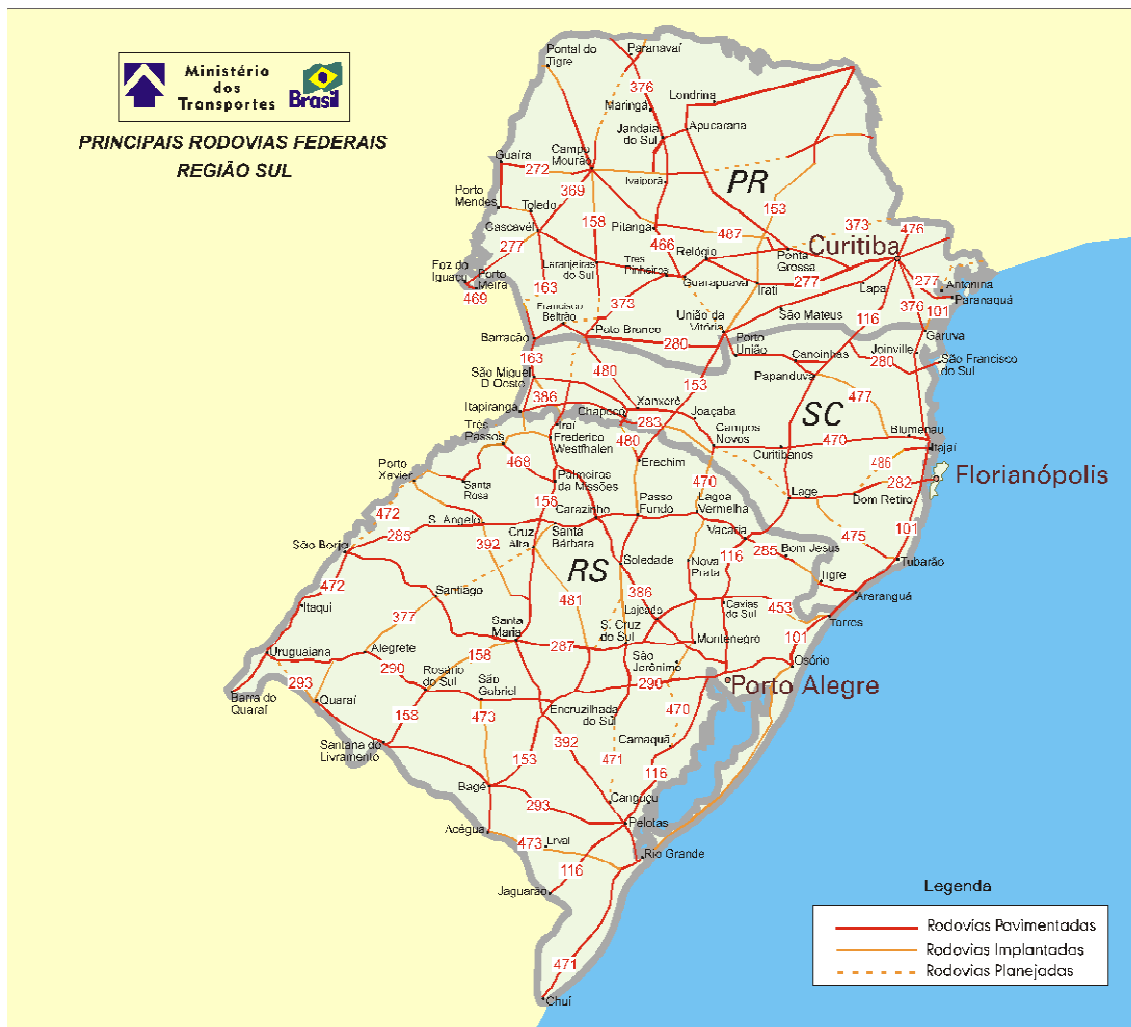 Ministério
dos
Transportes
Brasil
PRINCIPAIS RODOVIAS FEDERAIS
REGIÃO SUL
Pontal do
Tigre
Paranavaí
376
Londrina
Maringá
Jandaia
do Sul
Apucarana
Guaíra
Campo
Mourão
272
Ivaiporã
PR
369
Porto
Mendes
Toledo
153
158
Cascavel
Pitanga
487
373
476
466
Curitiba
277
Relógio
Foz do
Iguaçu
Porto
Meira
Laranjeiras
do Sul
Tres
Pinheiros
Ponta
Grossa
469
163
Guarapuava
Irati
277
Lapa
277
Antonina
Paranaguá
373
376
101
Francisco
Beltrão
União da
Vitória
São Mateus
116
Barracão
Pato Branco
280
Porto
União
Garuva
163
Canoinhas
Joinville
280
São Francisco
do Sul
São Miguel
D Oeste
480
Papanduva
153
386
477
Itapiranga
Chapecó
Xanxerê
Joaçaba
SC
283
Três
Passos
Iraí
Frederico
Westfhalen
480
Campos
Novos
470
Blumenau
Curitibanos
Itajaí
Erechim
486
468
Porto
Xavier
Santa
Rosa
Palmeiras
da Missões
470
282
Florianópolis
Lage
Bom Retiro
158
Passo
Fundo
Lagoa
Vermelha
472
Carazinho
S. Angelo
285
392
Cruz
Alta
Santa
Bárbara
Vacaria
101
475
São Borja
116
285
Bom Jesus
RS
Soledade
Nova
Prata
Tubarão
472
Tigre
Santiago
386
Itaqui
481
Lajeado
Caxias
do Sul
453
Araranguá
377
Torres
Santa
Maria
S. Cruz
do Sul
Montenegro
101
Uruguaiana
Alegrete
287
158
São
Jerônimo
Osório
290
Rosário
do Sul
São
Gabriel
290
Porto Alegre
293
Barra do
Quaraí
Quaraí
158
473
Encruzilhada
do Sul
470
Santana do
Livramento
392
Camaquã
153
471
116
Bagé
293
Canguçu
Pelotas
Acégua
473
Erval
Rio Grande
116
Jaguarão
471
Chuí
Legenda
Rodovias Pavimentadas
Rodovias Implantadas
Rodovias Planejadas